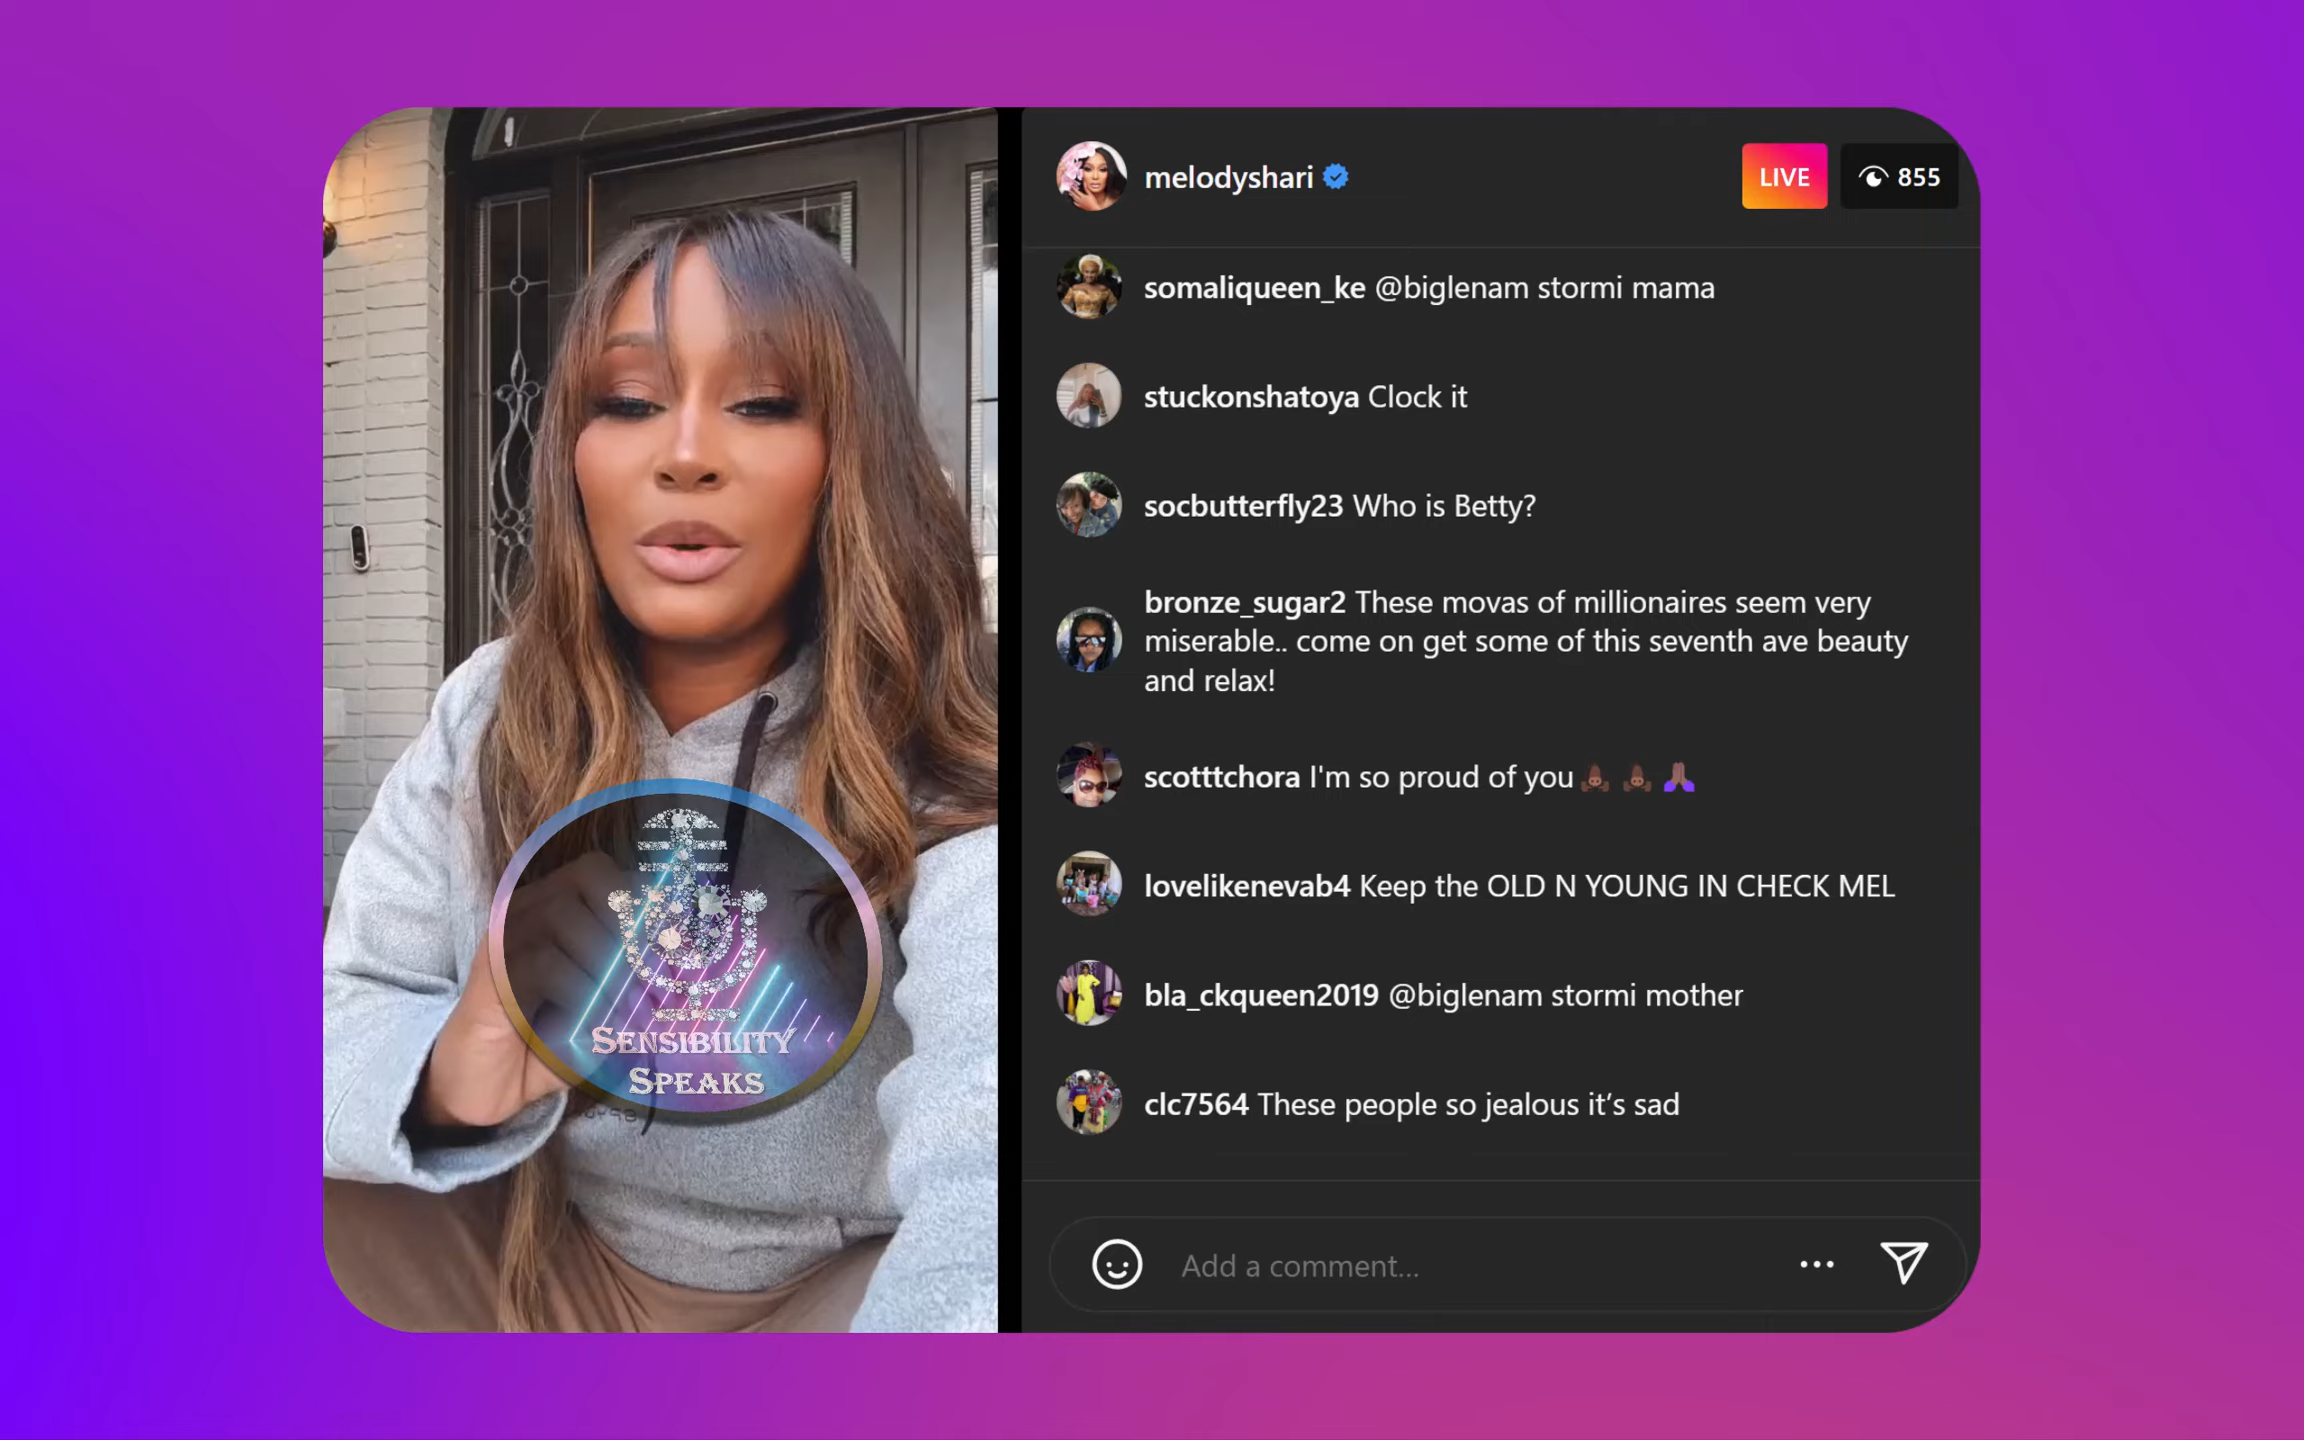 melodyshari
LIVE
855
somaliqueen_ke @biglenam stormi mama
stuckonshatoya Clock it
socbutterfly23 Who is Betty?
bronze_sugar2 These movas of millionaires seem very
miserable.. come on get some of this seventh ave beauty
and relax!
scotttchora I'm so proud of you
lovelikenevab4 Keep the OLD N YOUNG IN CHECK MEL
bla_ckqueen2019 @biglenam stormi mother
clc7564 These people so jealous it’s sad
Add a comment...
SENSIBILITY
SPEAKS